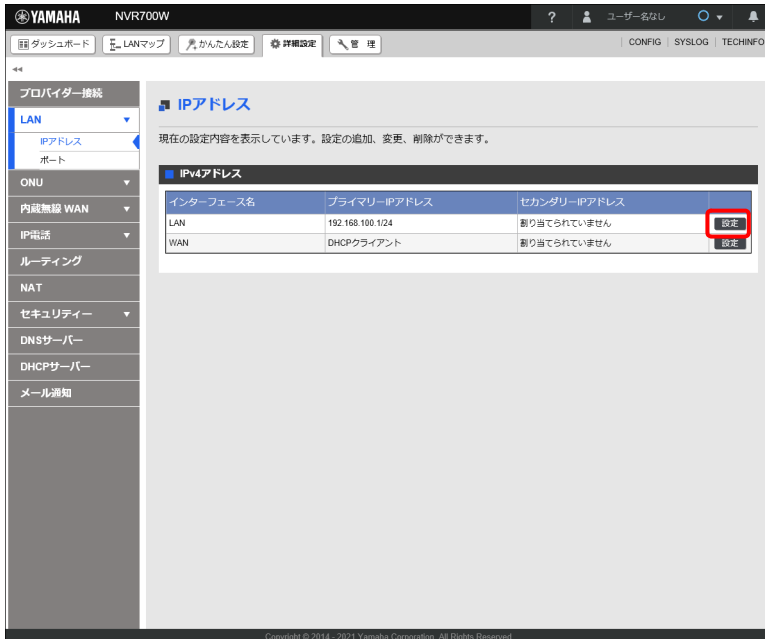 YAMAHA NVR700W ? ユーザー名なし
ダッシュボード LANマップ かんたん設定 詳細設定 管 理 CONFIG SYSLOG TECHINFO
プロバイダー接続
LAN
IPアドレス
ポート
ONU
内蔵無線 WAN
IP電話
ルーティング
NAT
セキュリティー
DNSサーバー
DHCPサーバー
メール通知
IPアドレス
現在の設定内容を表示しています。設定の追加、変更、削除ができます。
IPv4アドレス
インターフェース名 プライマリーIPアドレス セカンダリーIPアドレス
LAN 192.168.100.1/24 割り当てられていません 設定
WAN DHCPクライアント 割り当てられていません 設定
Copyright © 2014 - 2021 Yamaha Corporation. All Rights Reserved.